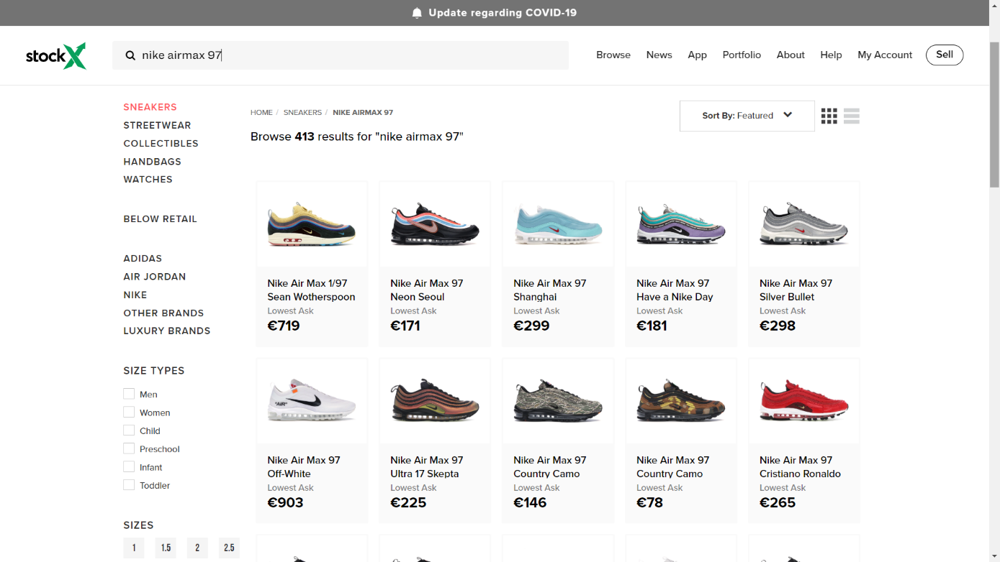 Update regarding COVID-19
stockX
nike airmax 97
Browse
News
App
Portfolio
About
Help
My Account
Sell
SNEAKERS
STREETWEAR
COLLECTIBLES
HANDBAGS
WATCHES
BELOW RETAIL
ADIDAS
AIR JORDAN
NIKE
OTHER BRANDS
LUXURY BRANDS
SIZE TYPES
Men
Women
Child
Preschool
Infant
Toddler
SIZES
1 1.5 2 2.5
HOME / SNEAKERS / NIKE AIRMAX 97
Browse 413 results for "nike airmax 97"
Sort By: Featured
Nike Air Max 1/97
Sean Wotherspoon
Lowest Ask
€719
Nike Air Max 97
Neon Seoul
Lowest Ask
€171
Nike Air Max 97
Shanghai
Lowest Ask
€299
Nike Air Max 97
Have a Nike Day
Lowest Ask
€181
Nike Air Max 97
Silver Bullet
Lowest Ask
€298
"AIR"
Nike Air Max 97
Off-White
Lowest Ask
€903
Nike Air Max 97
Ultra 17 Skepta
Lowest Ask
€225
Nike Air Max 97
Country Camo
Lowest Ask
€146
Nike Air Max 97
Country Camo
Lowest Ask
€78
Nike Air Max 97
Cristiano Ronaldo
Lowest Ask
€265